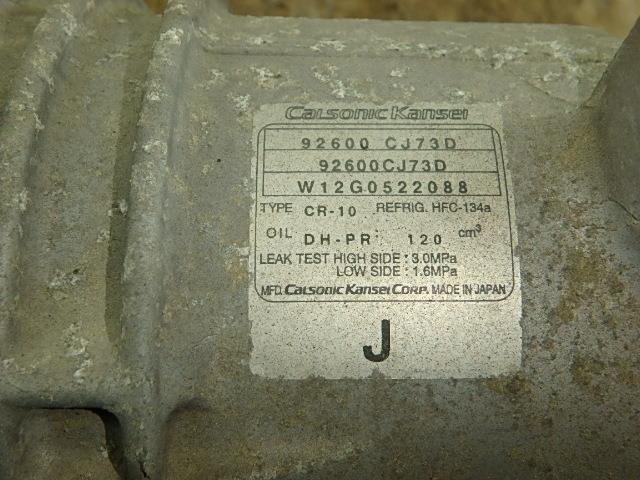 Calsonic Kansei
92600 CJ73D
92600CJ73D
W12G0522088
TYPE CR-10 REFRIG. HFC-134a
OIL DH-PR 120 cm³
LEAK TEST HIGH SIDE : 3.0MPa
LOW SIDE : 1.6MPa
MFD. Calsonic Kansei Corp. MADE IN JAPAN
J